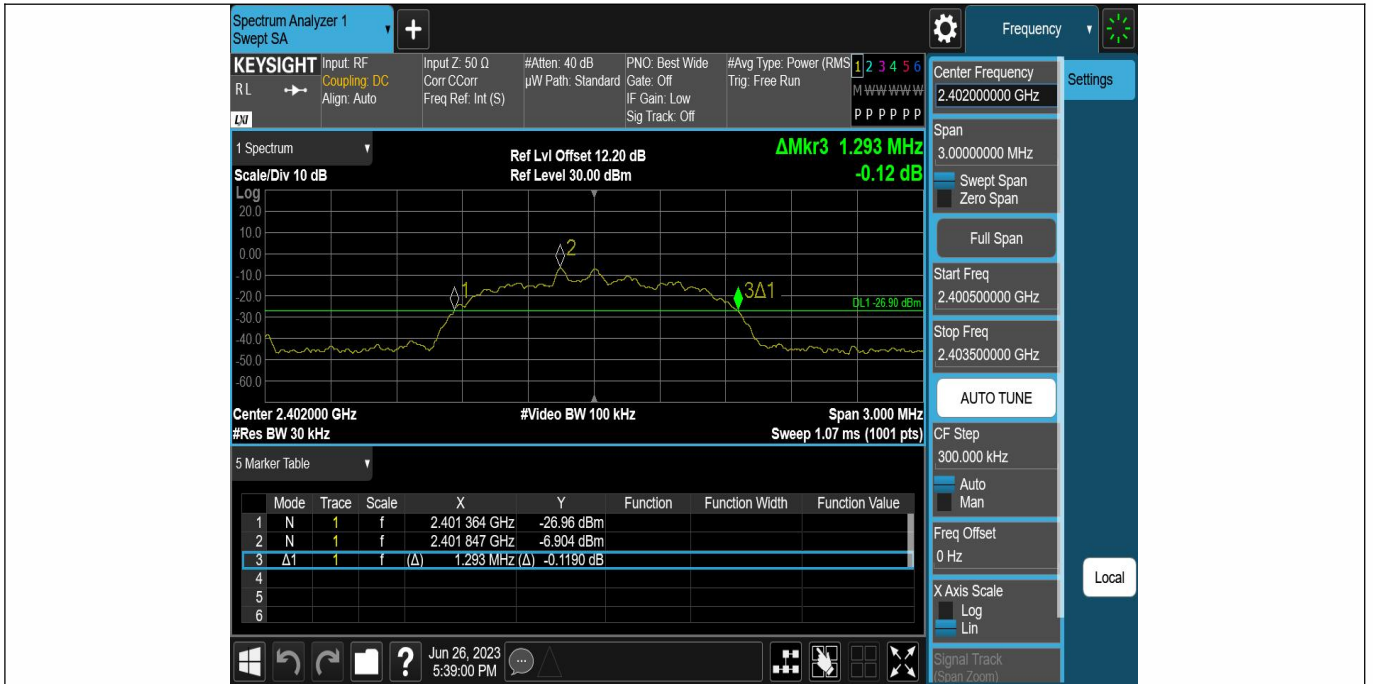 Spectrum Analyzer 1
Swept SA
Frequency
KEYSIGHT
RL
LXI
Input: RF
Coupling: DC
Align: Auto
Input Z: 50 Ω
Corr CCorr
Freq Ref: Int (S)
#Atten: 40 dB
µW Path: Standard
PNO: Best Wide
Gate: Off
IF Gain: Low
Sig Track: Off
#Avg Type: Power (RMS
Trig: Free Run
1 2 3 4 5 6
M W W W W W
P P P P P P
1 Spectrum
Scale/Div 10 dB
Ref Lvl Offset 12.20 dB
Ref Level 30.00 dBm
ΔMkr3 1.293 MHz
-0.12 dB
Log
20.0
10.0
0.00
-10.0
-20.0
-30.0
-40.0
-50.0
-60.0
1
2
3Δ1
DL1 -26.90 dBm
Center 2.402000 GHz
#Video BW 100 kHz
Span 3.000 MHz
#Res BW 30 kHz
Sweep 1.07 ms (1001 pts)
5 Marker Table
Mode Trace Scale X Y Function Function Width Function Value
1 N 1 f 2.401 364 GHz -26.96 dBm
2 N 1 f 2.401 847 GHz -6.904 dBm
3 Δ1 1 f (Δ) 1.293 MHz (Δ) -0.1190 dB
4
5
6
Jun 26, 2023
5:39:00 PM
Center Frequency
2.402000000 GHz
Settings
Span
3.00000000 MHz
Swept Span
Zero Span
Full Span
Start Freq
2.400500000 GHz
Stop Freq
2.403500000 GHz
AUTO TUNE
CF Step
300.000 kHz
Auto
Man
Freq Offset
0 Hz
X Axis Scale
Log
Lin
Local
Signal Track
(Span Zoom)